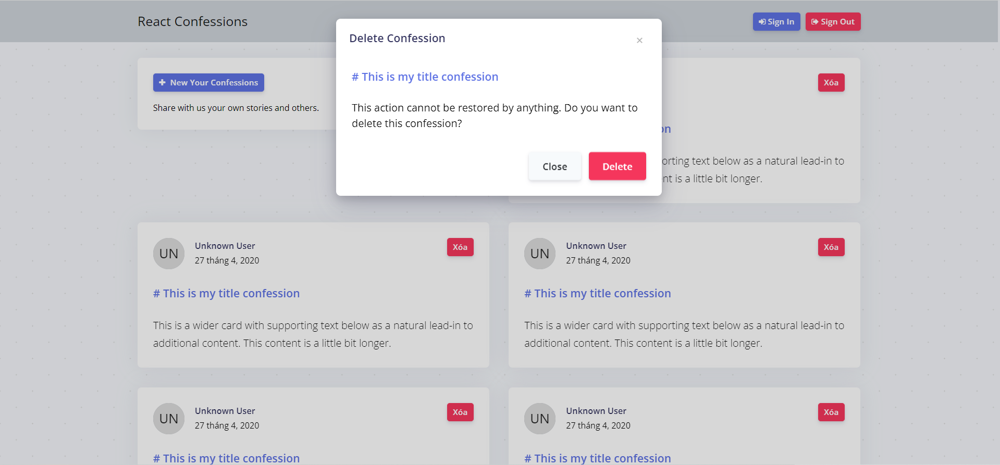 React Confessions
Sign In
Sign Out
Delete Confession
×
# This is my title confession
This action cannot be restored by anything. Do you want to
delete this confession?
Close
Delete
New Your Confessions
Share with us your own stories and others.
Xóa
on
orting text below as a natural lead-in to
nt is a little bit longer.
UN
Unknown User
27 tháng 4, 2020
Xóa
# This is my title confession
This is a wider card with supporting text below as a natural lead-in to
additional content. This content is a little bit longer.
UN
Unknown User
27 tháng 4, 2020
Xóa
# This is my title confession
This is a wider card with supporting text below as a natural lead-in to
additional content. This content is a little bit longer.
UN
Unknown User
27 tháng 4, 2020
Xóa
# This is my title confession
UN
Unknown User
27 tháng 4, 2020
Xóa
# This is my title confession